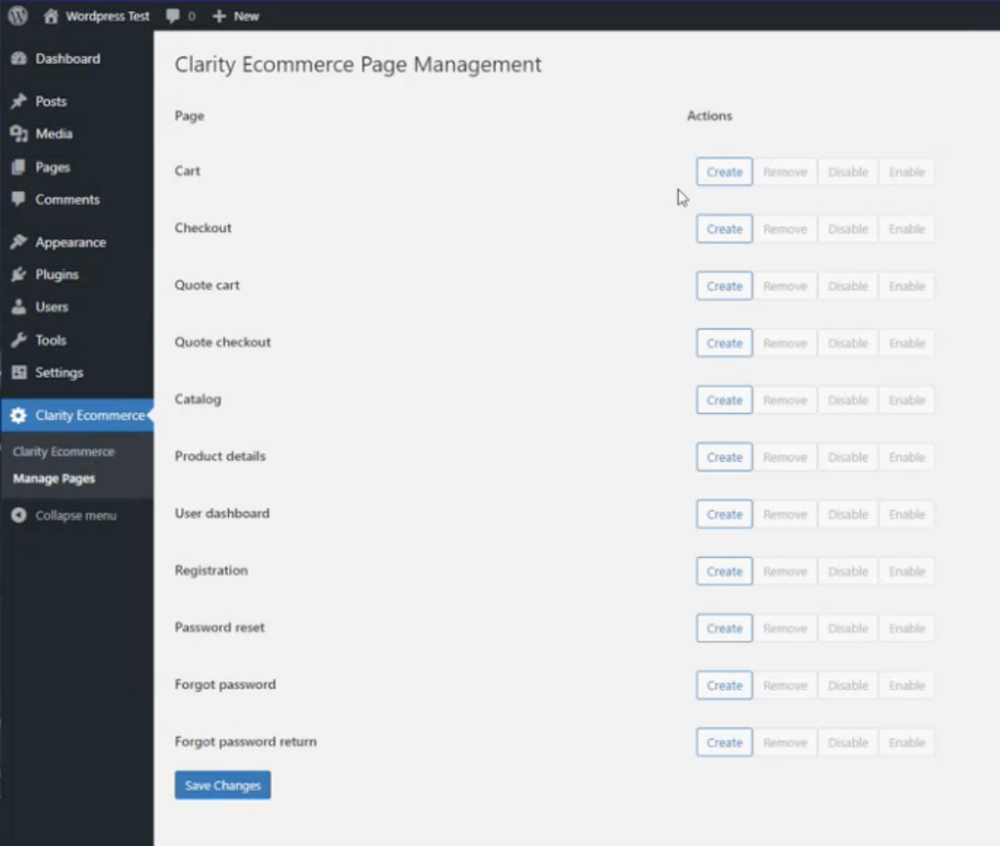 Wordpress Test 0 New
Dashboard
Posts
Media
Pages
Comments
Appearance
Plugins
Users
Tools
Settings
Clarity Ecommerce
Clarity Ecommerce
Manage Pages
Collapse menu
Clarity Ecommerce Page Management
Page Actions
Cart Create Remove Disable Enable
Checkout Create Remove Disable Enable
Quote cart Create Remove Disable Enable
Quote checkout Create Remove Disable Enable
Catalog Create Remove Disable Enable
Product details Create Remove Disable Enable
User dashboard Create Remove Disable Enable
Registration Create Remove Disable Enable
Password reset Create Remove Disable Enable
Forgot password Create Remove Disable Enable
Forgot password return Create Remove Disable Enable
Save Changes